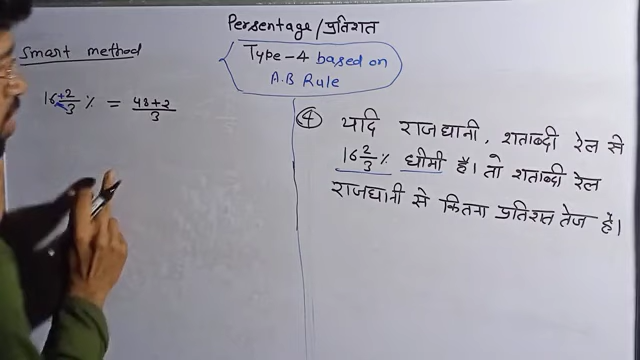 Persentage/प्रतिशत
Smart method
Type-4 based on
A.B Rule
16+2/3 % = 48+2/3
④ यदि राजधानी, शताब्दी रेल से
16 2/3 % धीमी है। तो शताब्दी रेल
राजधानी से कितना प्रतिशत तेज है।